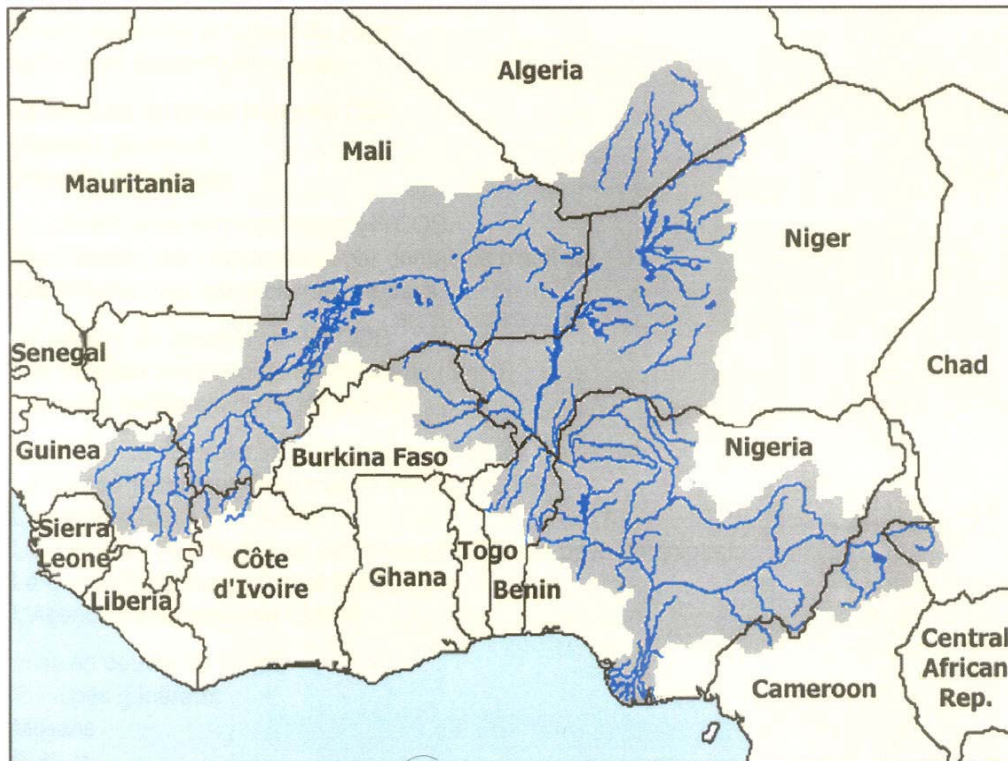 Algeria
Mali
Mauritania
Niger
Senegal
Chad
Guinea
Nigeria
Burkina Faso
Sierra
Leone
Côte
d'Ivoire
Togo
Ghana
Benin
Liberia
Central
African
Rep.
Cameroon